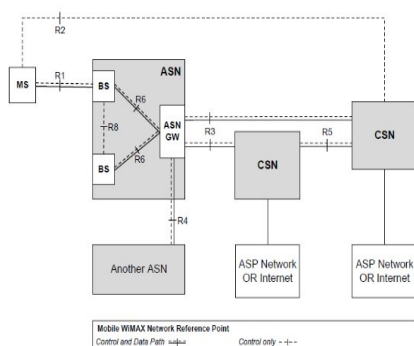 R2
ASN
MS
R1
BS
R6
R8
ASN
GW
R3
R5
CSN
R6
BS
CSN
R4
Another ASN
ASP Network
OR Internet
ASP Network
OR Internet
Mobile WiMAX Network Reference Point
Control and Data Path
Control only